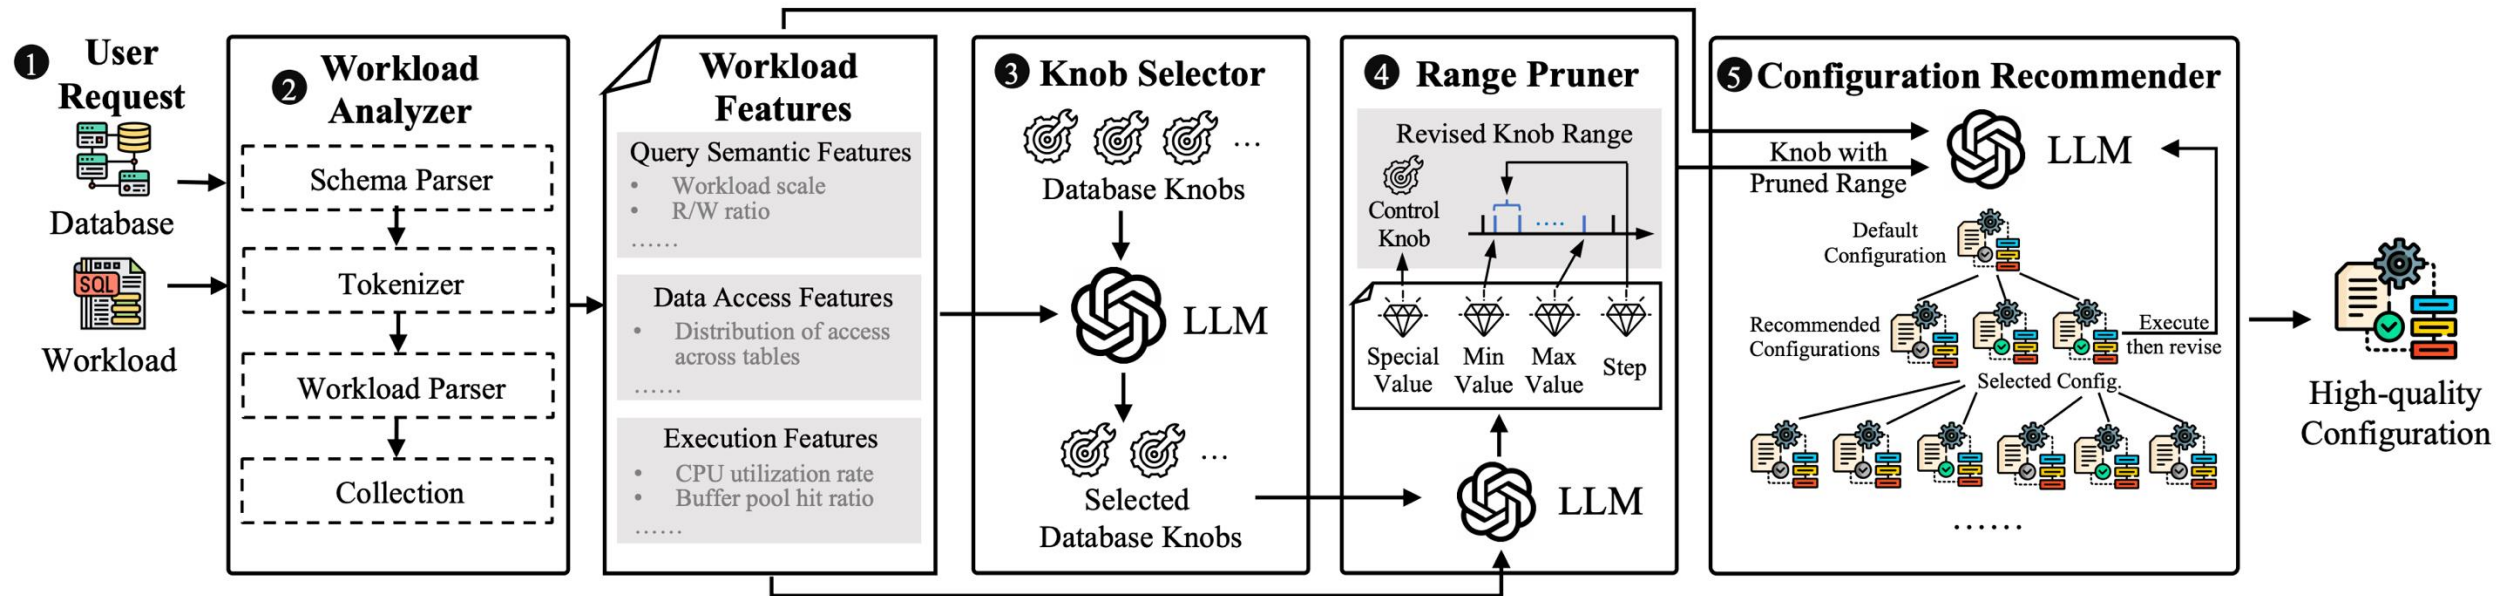 ❶ User
Request
Database
Workload
❷ Workload
Analyzer
Schema Parser
Tokenizer
Workload Parser
Collection
Workload
Features
Query Semantic Features
• Workload scale
• R/W ratio
......
Data Access Features
• Distribution of access
across tables
......
Execution Features
• CPU utilization rate
• Buffer pool hit ratio
......
❸ Knob Selector
...
Database Knobs
LLM
...
Selected
Database Knobs
❹ Range Pruner
Revised Knob Range
Control
Knob
....
Special
Value
Min
Value
Max
Value
Step
LLM
❺ Configuration Recommender
Knob with
Pruned Range
LLM
Default
Configuration
Recommended
Configurations
Execute
then revise
Selected Config.
......
High-quality
Configuration
SQL